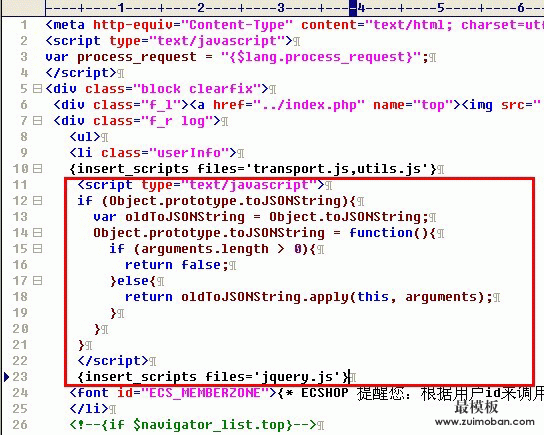 1 2 3 4 5 6
1 <meta http-equiv="Content-Type" content="text/html; charset=ut
2 <script type="text/javascript">¶
3 var process_request = "{$lang.process_request}";¶
4 </script>¶
5 <div class="block clearfix">¶
6 <div class="f_l"><a href="../index.php" name="top"><img src="
7 <div class="f_r log">¶
8 <ul>¶
9 <li class="userInfo">¶
10 {insert_scripts files='transport.js,utils.js'}¶
11 <script type="text/javascript">¶
12 if (Object.prototype.toJSONString){¶
13 var oldToJSONString = Object.toJSONString;¶
14 Object.prototype.toJSONString = function(){¶
15 if (arguments.length > 0){¶
16 return false;¶
17 }else{¶
18 return oldToJSONString.apply(this, arguments);¶
19 }¶
20 }¶
21 }¶
22 </script>¶
23 {insert_scripts files='jquery.js'}¶
24 <font id="ECS_MEMBERZONE">{* ECSHOP 提醒您：根据用户id来调用
25 </li>¶
26 <!--{if $navigator_list.top}-->¶
最模板
www.zuimoban.com